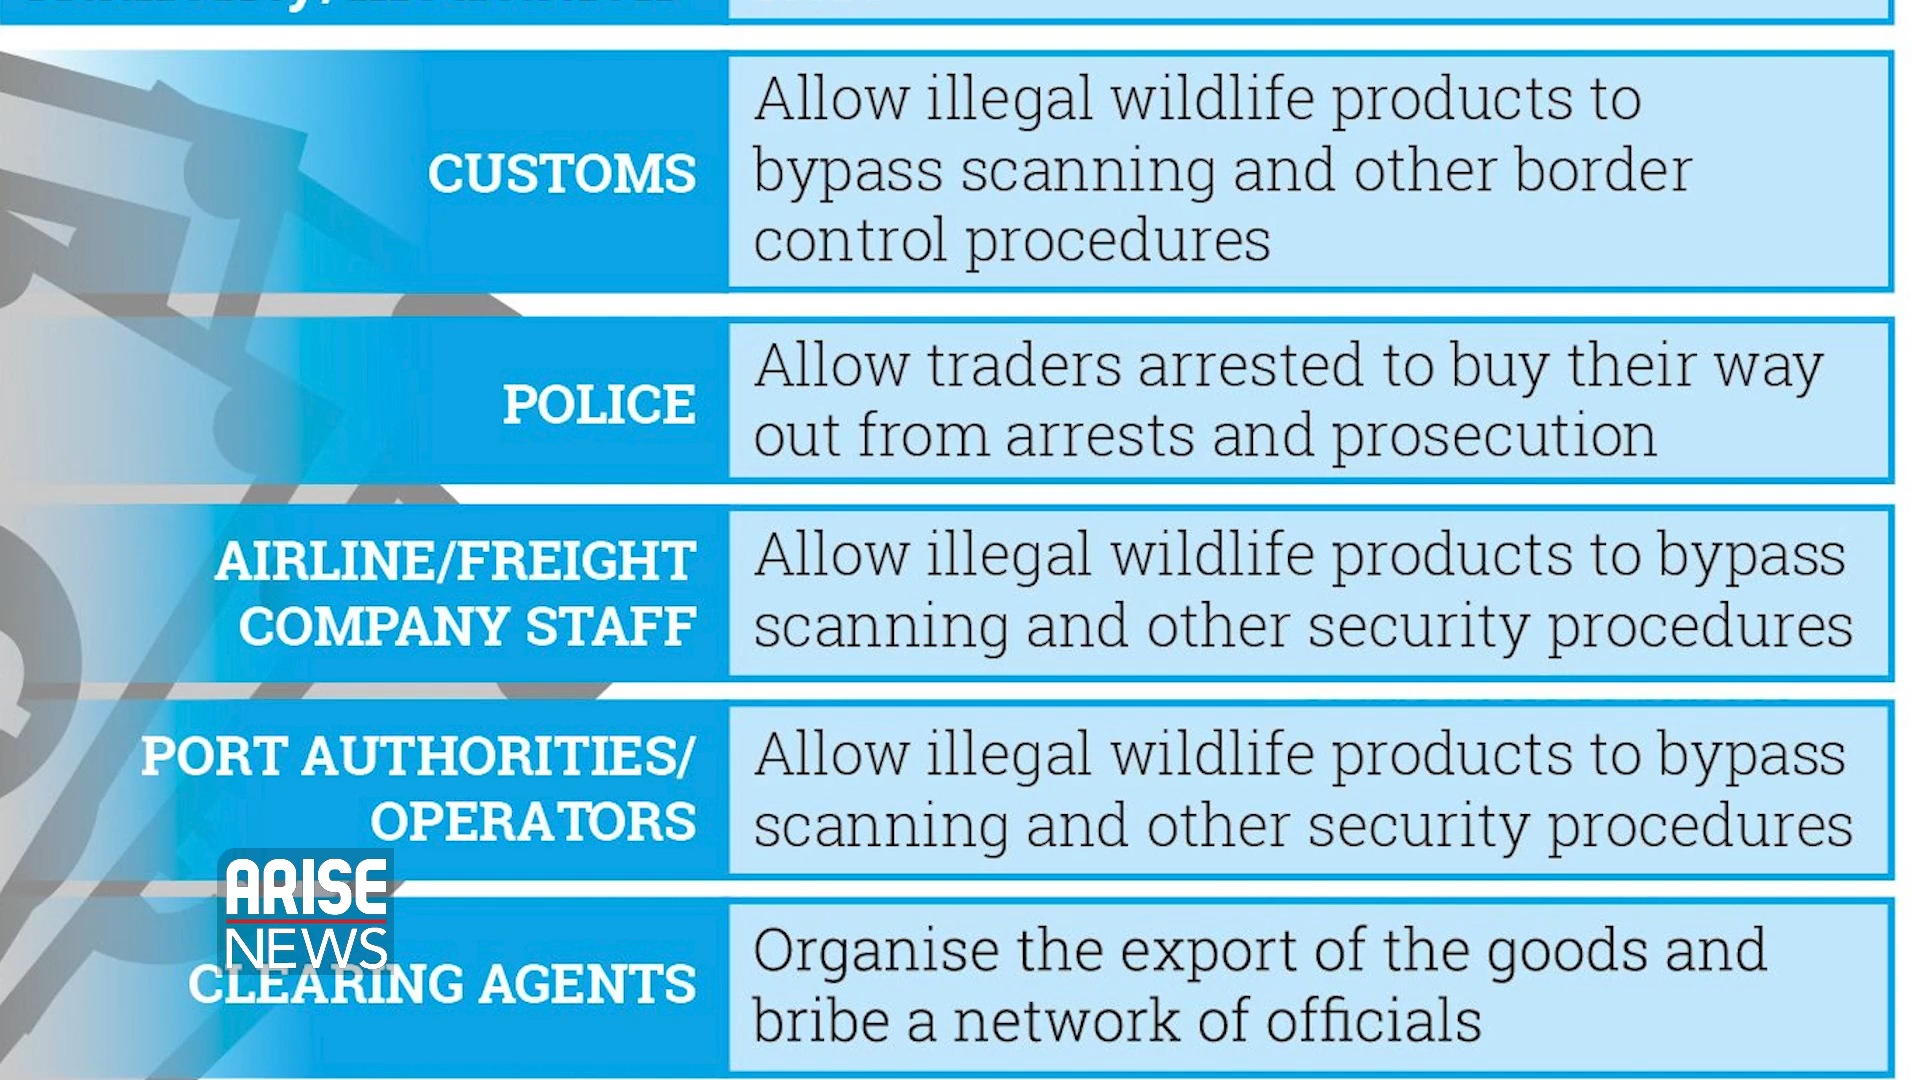 CUSTOMS
Allow illegal wildlife products to
bypass scanning and other border
control procedures
POLICE
Allow traders arrested to buy their way
out from arrests and prosecution
AIRLINE/FREIGHT
COMPANY STAFF
Allow illegal wildlife products to bypass
scanning and other security procedures
PORT AUTHORITIES/
OPERATORS
Allow illegal wildlife products to bypass
scanning and other security procedures
ARISE
NEWS
CLEARING AGENTS
Organise the export of the goods and
bribe a network of officials